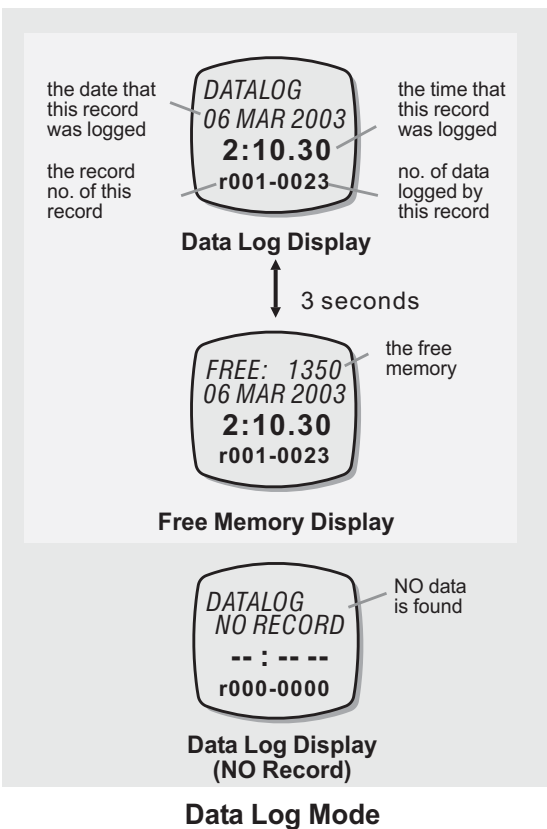 the date that
this record
was logged
the record
no. of this
record
DATALOG
06 MAR 2003
2:10.30
r001-0023
the time that
this record
was logged
no. of data
logged by
this record
Data Log Display
3 seconds
FREE: 1350
06 MAR 2003
2:10.30
r001-0023
the free
memory
Free Memory Display
DATALOG
NO RECORD
-- : -- --
r000-0000
NO data
is found
Data Log Display
(NO Record)
Data Log Mode